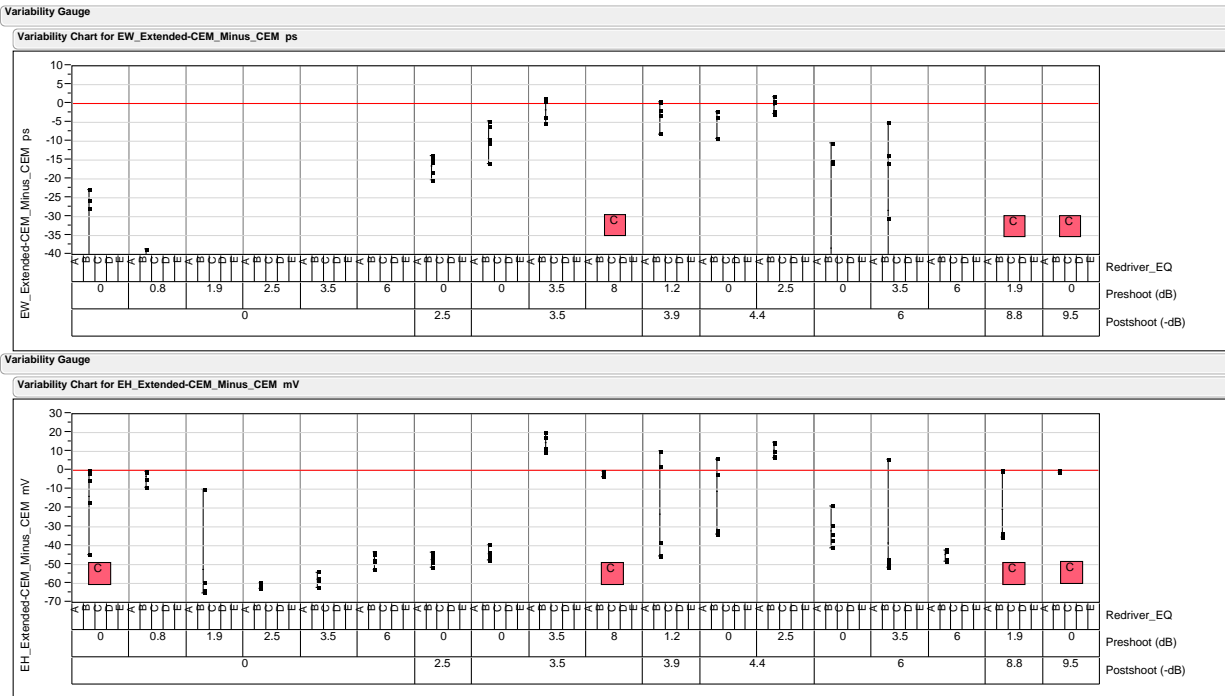 Variability Gauge
Variability Chart for EW_Extended-CEM_Minus_CEM ps
EW_Extended-CEM_Minus_CEM ps
10
5
0
-5
-10
-15
-20
-25
-30
-35
-40
C C C
A B C D E A B C D E A B C D E A B C D E A B C D E A B C D E A B C D E A B C D E A B C D E A B C D E A B C D E A B C D E A B C D E A B C D E A B C D E A B C D E A B C D E A B C D E Redriver_EQ
0 0.8 1.9 2.5 3.5 6 0 0 3.5 8 1.2 0 2.5 0 3.5 6 1.9 0 Preshoot (dB)
0 2.5 3.5 3.9 4.4 6 8.8 9.5 Postshoot (-dB)
Variability Gauge
Variability Chart for EH_Extended-CEM_Minus_CEM mV
EH_Extended-CEM_Minus_CEM mV
30
20
10
0
-10
-20
-30
-40
-50
-60
-70
C C C C
A B C D E A B C D E A B C D E A B C D E A B C D E A B C D E A B C D E A B C D E A B C D E A B C D E A B C D E A B C D E A B C D E A B C D E A B C D E A B C D E A B C D E A B C D E Redriver_EQ
0 0.8 1.9 2.5 3.5 6 0 0 3.5 8 1.2 0 2.5 0 3.5 6 1.9 0 Preshoot (dB)
0 2.5 3.5 3.9 4.4 6 8.8 9.5 Postshoot (-dB)